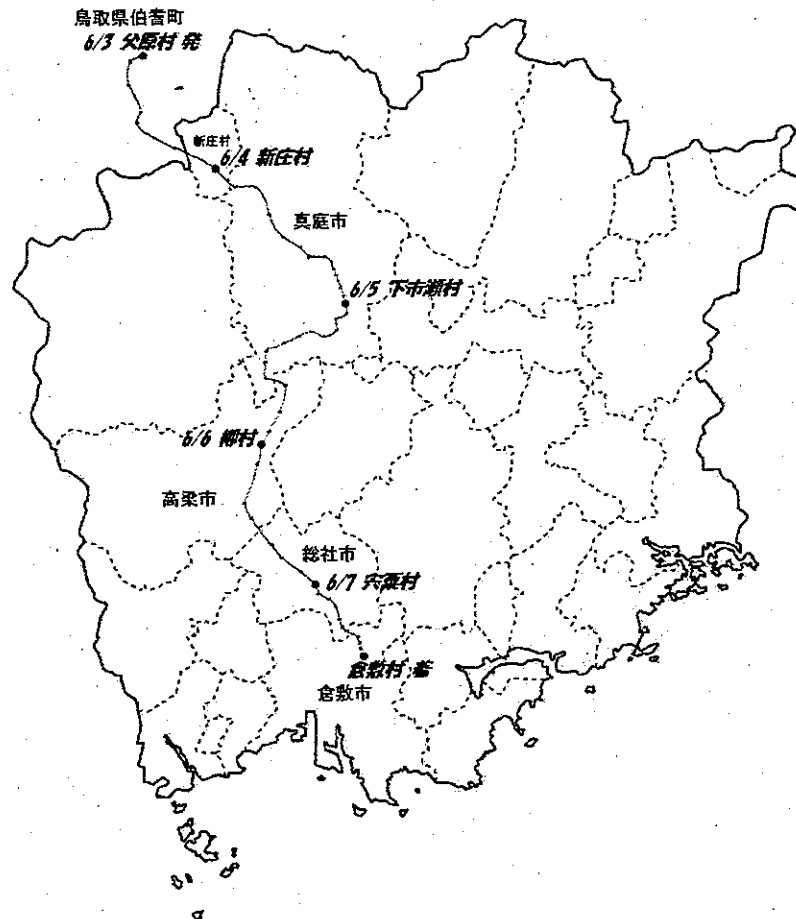 鳥取県伯耆町
6/3 父原村 発
新庄村
6/4 新庄村
真庭市
6/5 下市瀬村
6/6 郷村
高梁市
総社市
6/7 宍粟村
倉敷村 着
倉敷市